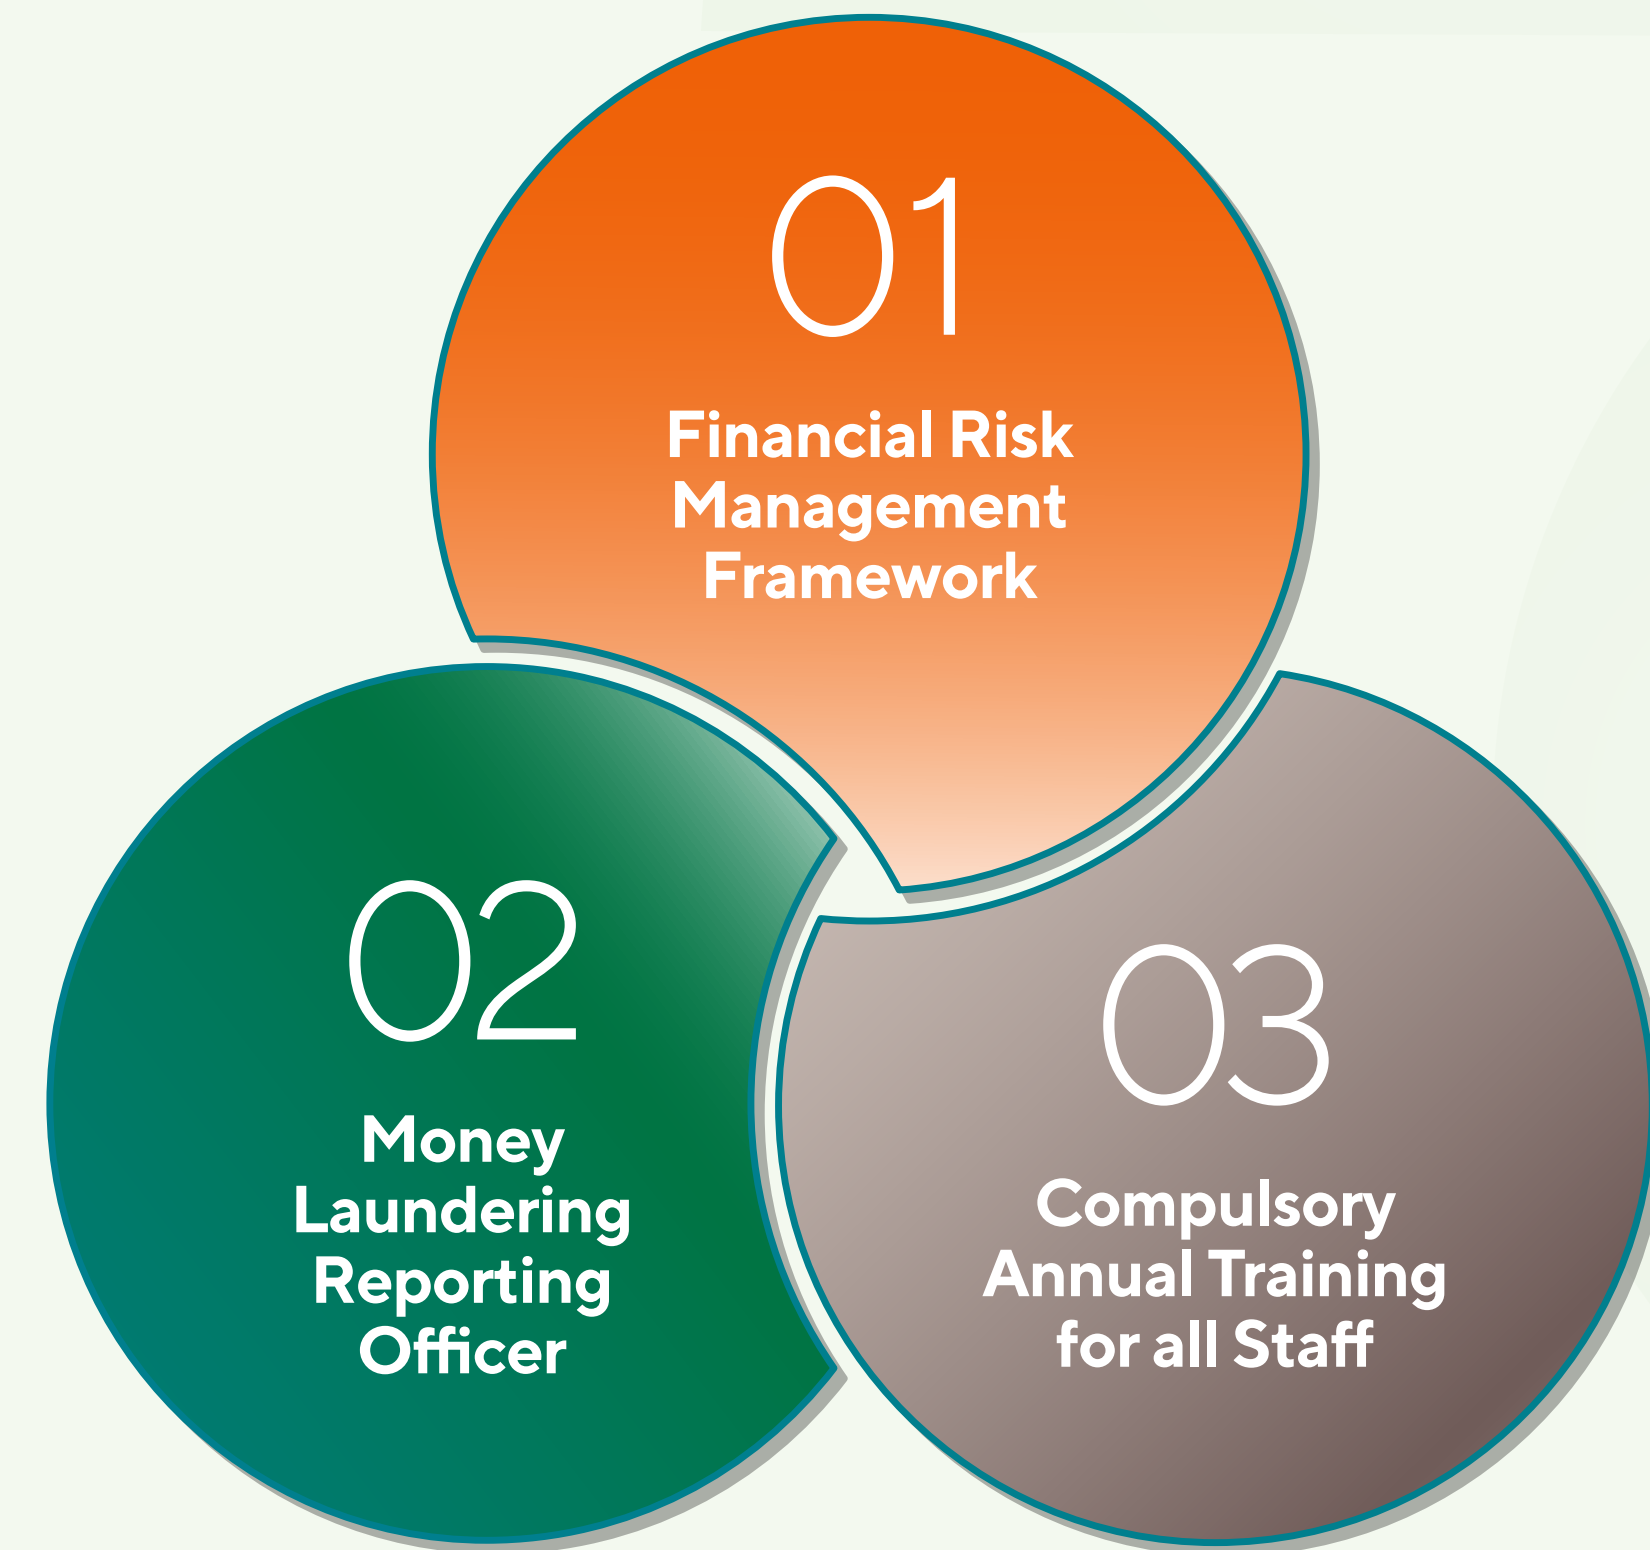 01
Financial Risk
Management
Framework
02
Money
Laundering
Reporting
Officer
03
Compulsory
Annual Training
for all Staff